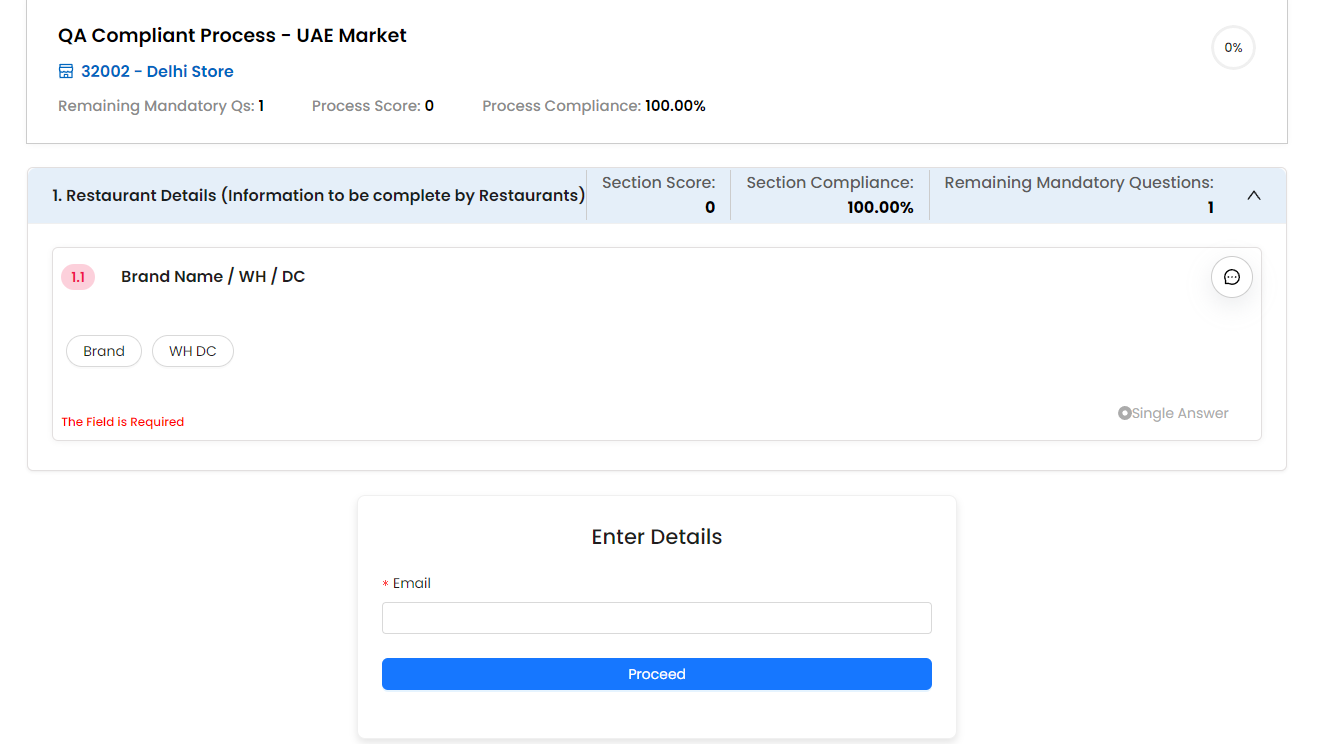 QA Compliant Process - UAE Market
0%
32002 - Delhi Store
Remaining Mandatory Qs: 1 Process Score: 0 Process Compliance: 100.00%
1. Restaurant Details (Information to be complete by Restaurants)
Section Score:
0
Section Compliance:
100.00%
Remaining Mandatory Questions:
1
1.1 Brand Name / WH / DC
Brand WH DC
Single Answer
The Field is Required
Enter Details
* Email
Proceed